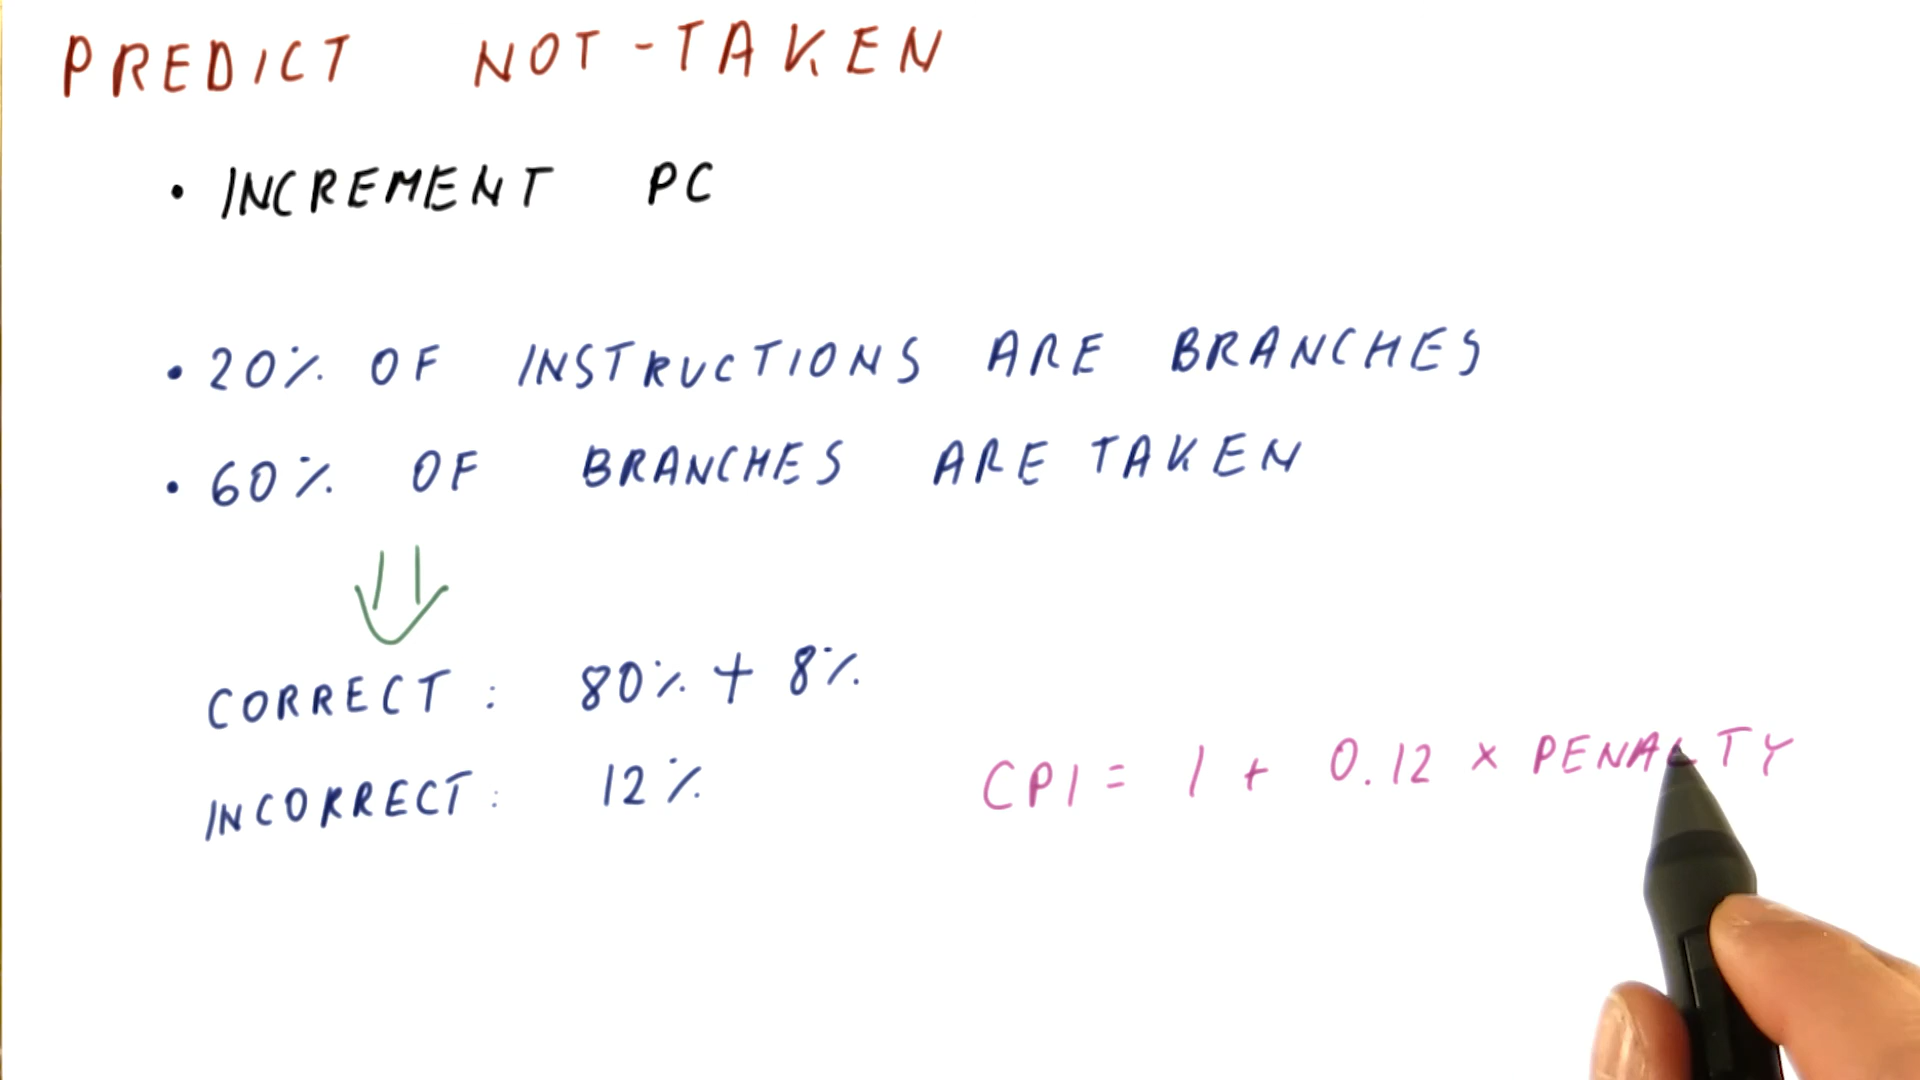 PREDICT NOT-TAKEN
• INCREMENT PC
• 20% OF INSTRUCTIONS ARE BRANCHES
• 60% OF BRANCHES ARE TAKEN
CORRECT: 80% + 8%
INCORRECT: 12%
CPI = 1 + 0.12 × PENALTY